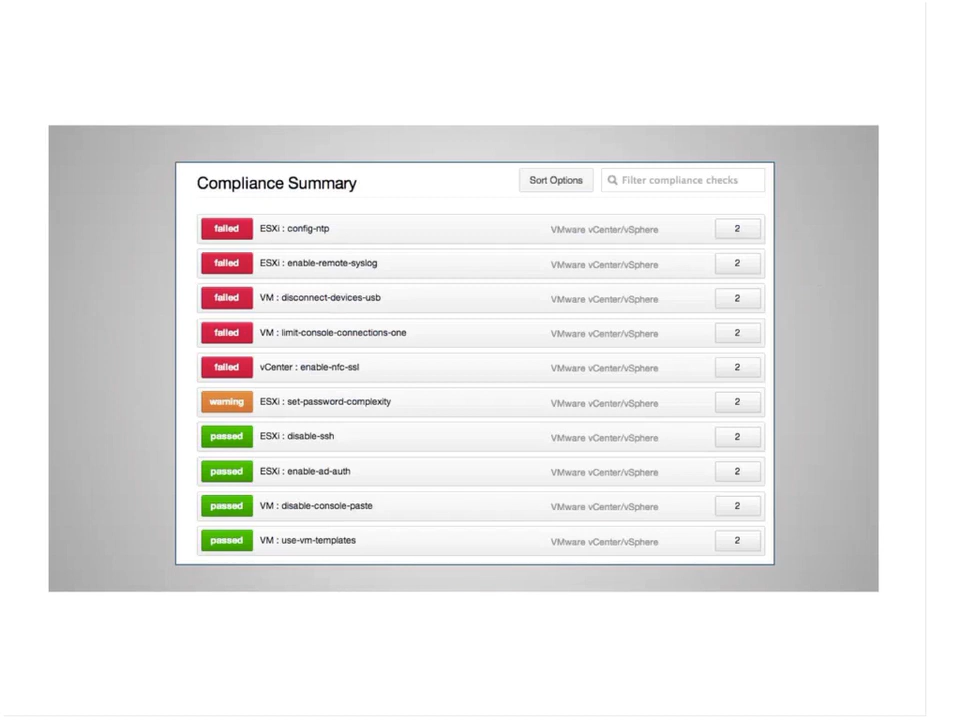 Compliance Summary Sort Options Filter compliance checks
failed ESXi : config-ntp VMware vCenter/vSphere 2
failed ESXi : enable-remote-syslog VMware vCenter/vSphere 2
failed VM : disconnect-devices-usb VMware vCenter/vSphere 2
failed VM : limit-console-connections-one VMware vCenter/vSphere 2
failed vCenter : enable-nfc-ssl VMware vCenter/vSphere 2
warning ESXi : set-password-complexity VMware vCenter/vSphere 2
passed ESXi : disable-ssh VMware vCenter/vSphere 2
passed ESXi : enable-ad-auth VMware vCenter/vSphere 2
passed VM : disable-console-paste VMware vCenter/vSphere 2
passed VM : use-vm-templates VMware vCenter/vSphere 2